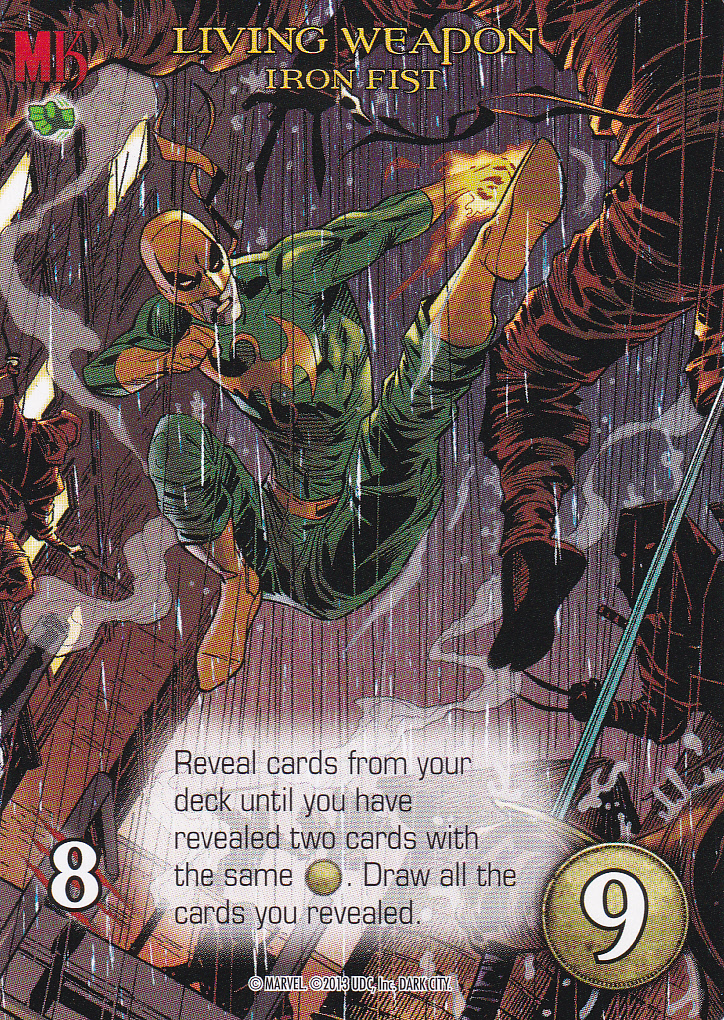 MK
LIVING WEAPON
IRON FIST
Reveal cards from your
deck until you have
revealed two cards with
the same . Draw all the
cards you revealed.
8
9
© MARVEL. ©2013 UDC, Inc. DARK CITY.